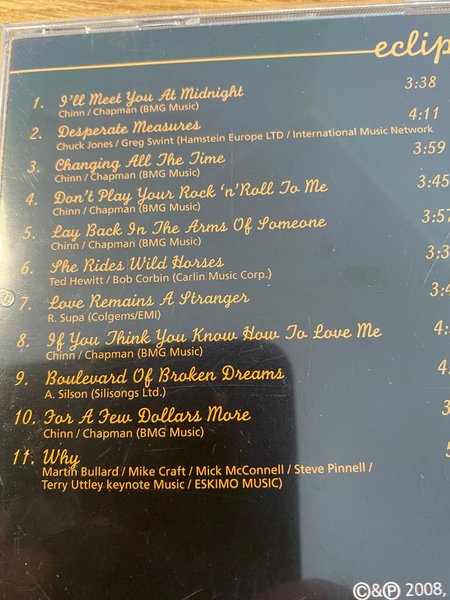 eclip
1. I'll Meet You At Midnight 3:38
Chinn / Chapman (BMG Music)
2. Desperate Measures 4:11
Chuck Jones / Greg Swint (Hamstein Europe LTD / International Music Network
3. Changing All The Time 3:59
Chinn / Chapman (BMG Music)
4. Don't Play Your Rock 'n' Roll To Me 3:45
Chinn / Chapman (BMG Music)
5. Lay Back In The Arms Of Someone 3:57
Chinn / Chapman (BMG Music)
6. She Rides Wild Horses 3:3
Ted Hewitt / Bob Corbin (Carlin Music Corp.)
7. Love Remains A Stranger 3:4
R. Supa (Colgems/EMI)
8. If You Think You Know How To Love Me 4:
Chinn / Chapman (BMG Music)
9. Boulevard Of Broken Dreams 4
A. Silson (Silisongs Ltd.)
10. For A Few Dollars More 3
Chinn / Chapman (BMG Music)
11. Why
Martin Bullard / Mike Craft / Mick McConnell / Steve Pinnell /
Terry Uttley keynote Music / ESKIMO MUSIC)
©&℗ 2008,